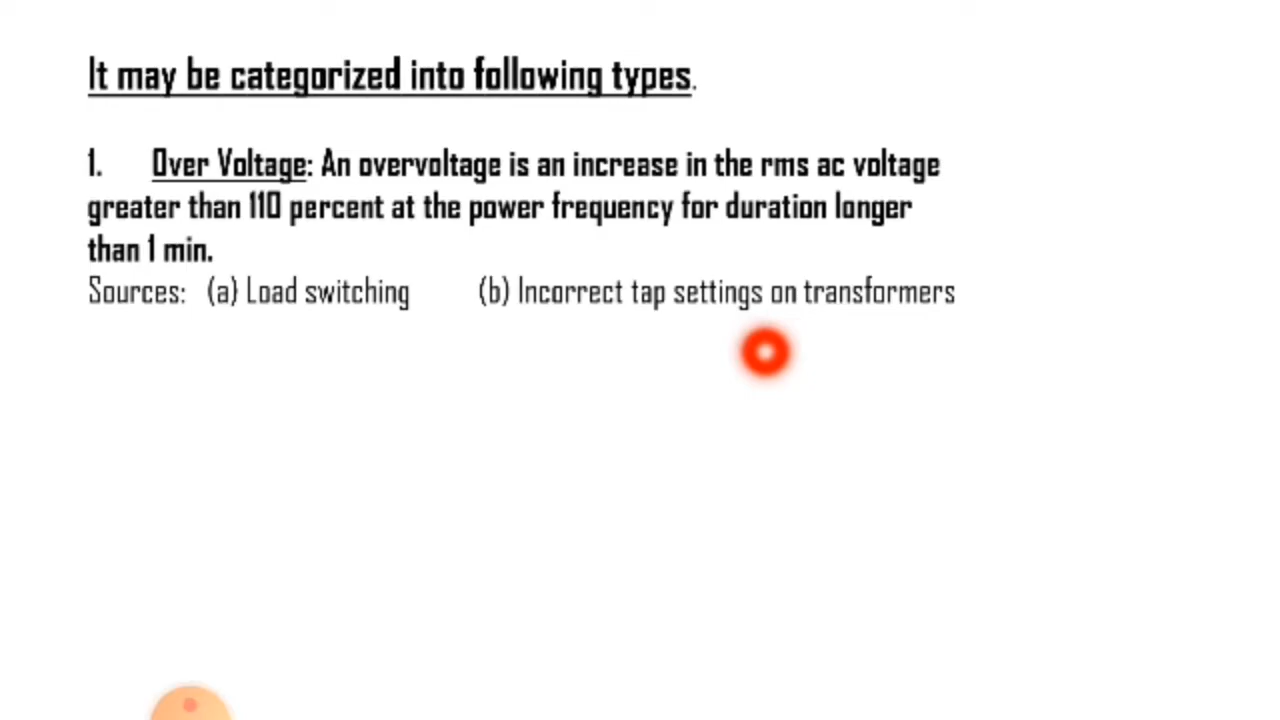 It may be categorized into following types.
1. Over Voltage: An overvoltage is an increase in the rms ac voltage
greater than 110 percent at the power frequency for duration longer
than 1 min.
Sources: (a) Load switching (b) Incorrect tap settings on transformers